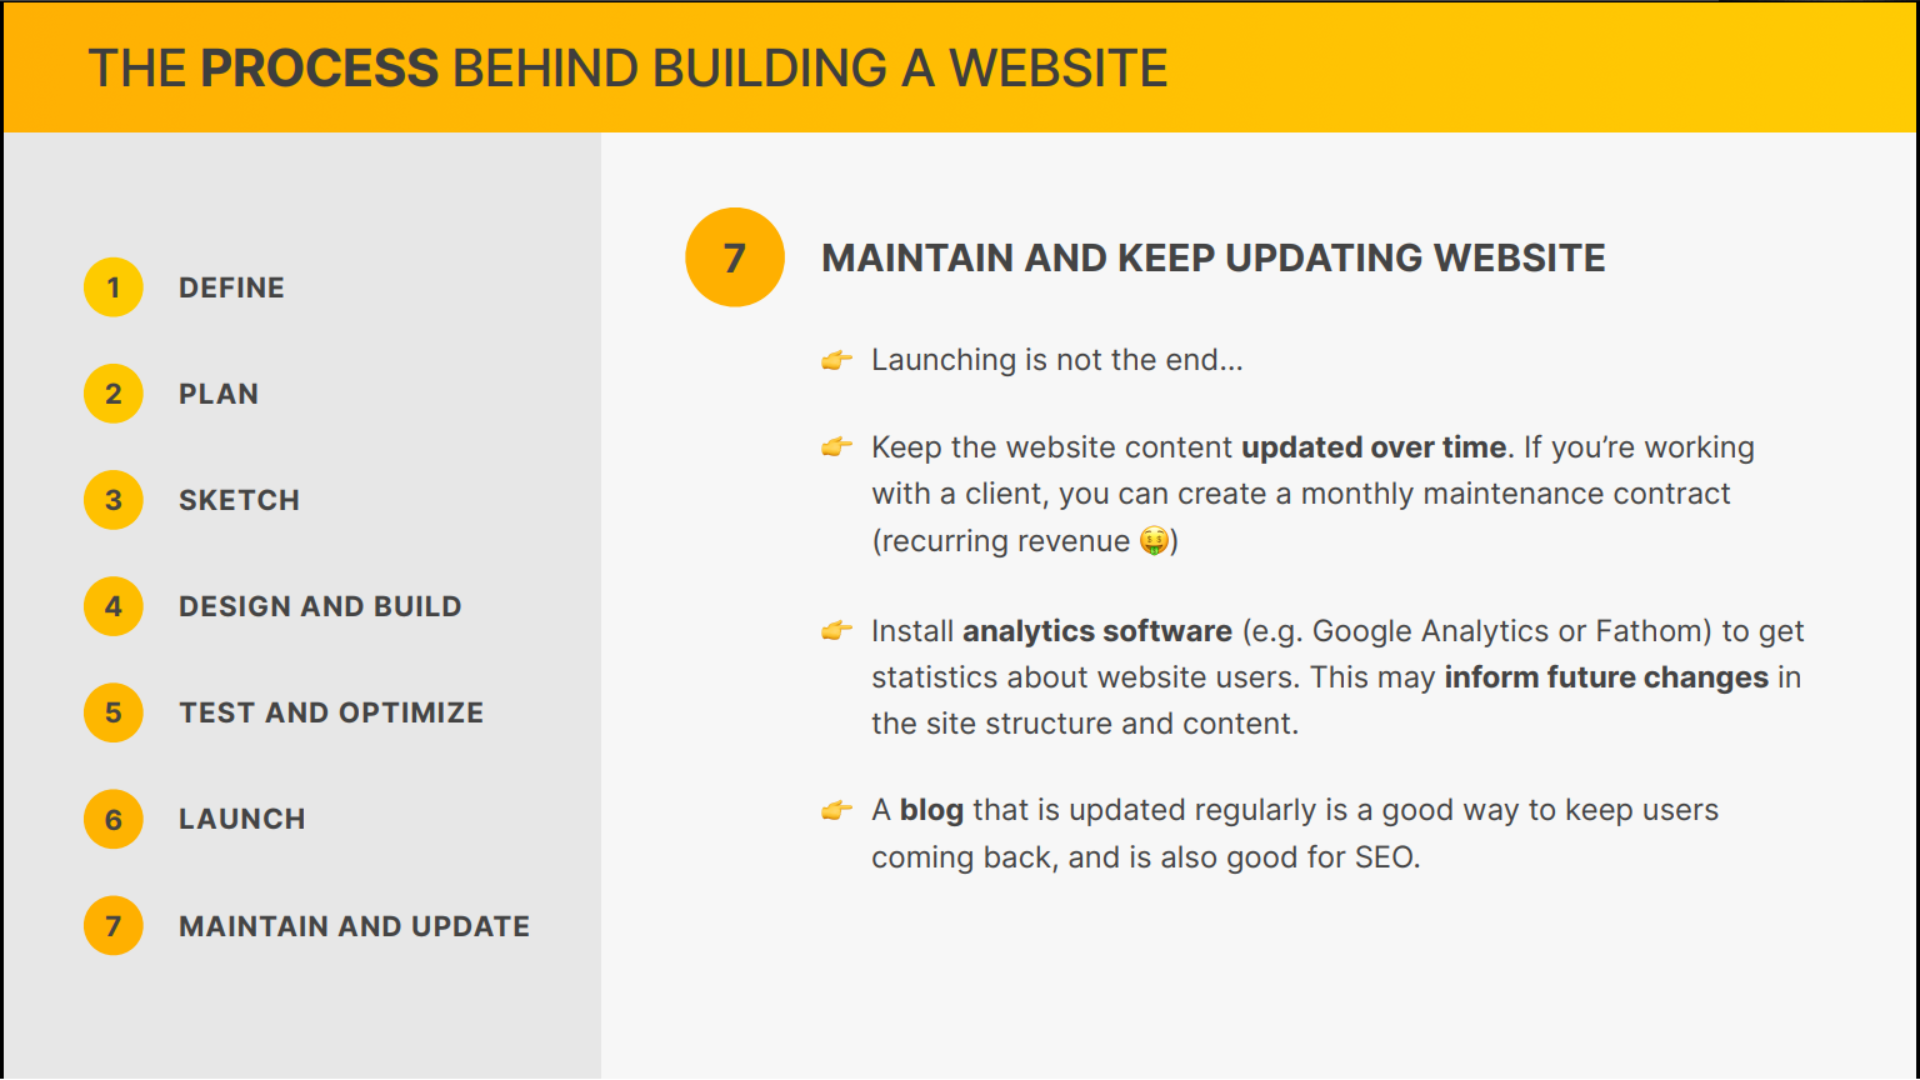 THE PROCESS BEHIND BUILDING A WEBSITE
1 DEFINE
2 PLAN
3 SKETCH
4 DESIGN AND BUILD
5 TEST AND OPTIMIZE
6 LAUNCH
7 MAINTAIN AND UPDATE
7 MAINTAIN AND KEEP UPDATING WEBSITE
👉 Launching is not the end...
👉 Keep the website content updated over time. If you’re working
with a client, you can create a monthly maintenance contract
(recurring revenue 🤑)
👉 Install analytics software (e.g. Google Analytics or Fathom) to get
statistics about website users. This may inform future changes in
the site structure and content.
👉 A blog that is updated regularly is a good way to keep users
coming back, and is also good for SEO.